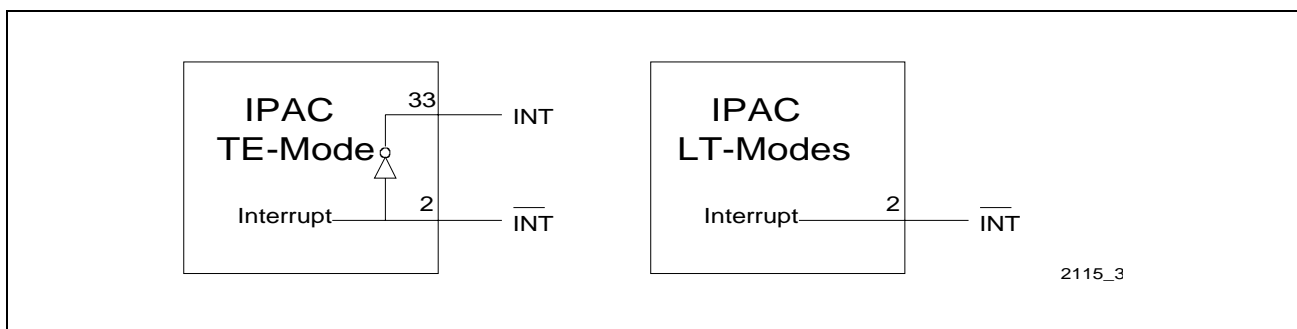 IPAC
TE-Mode
33
INT
Interrupt
2
INT
IPAC
LT-Modes
Interrupt
2
INT
2115_3